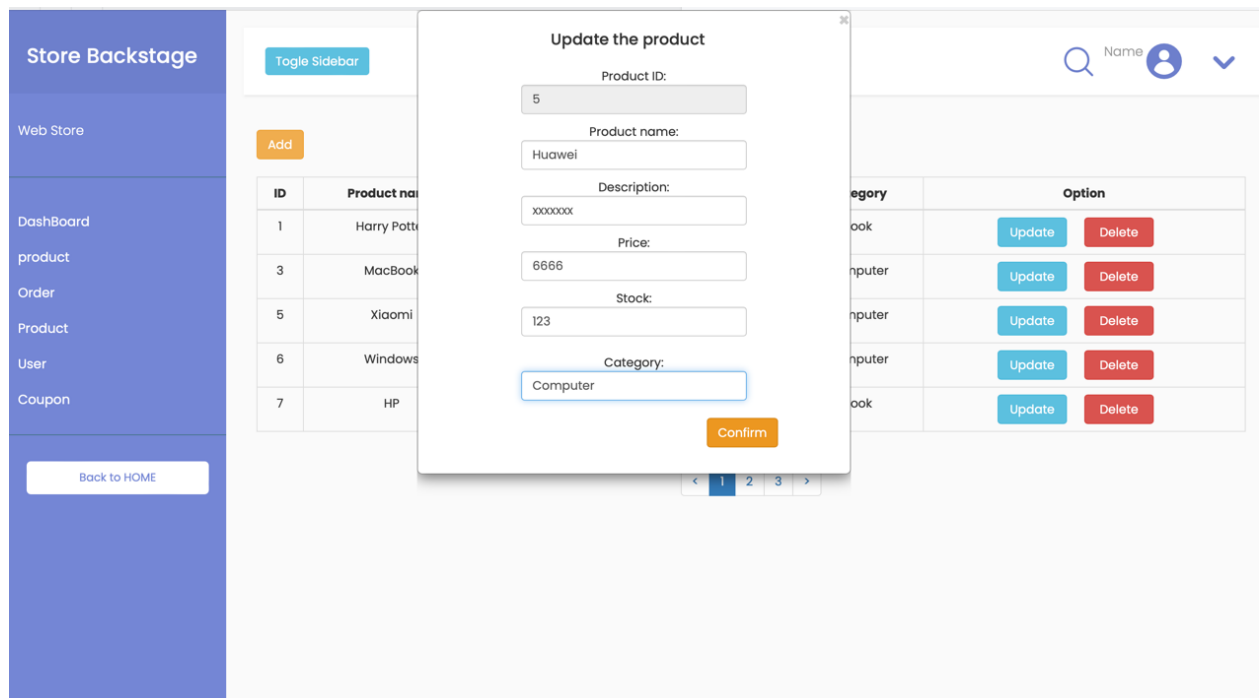 Store Backstage
Web Store
DashBoard
product
Order
Product
User
Coupon
Back to HOME
Togle Sidebar
Name
Add
Update the product
Product ID:
5
Product name:
Huawei
Description:
xxxxxxx
Price:
6666
Stock:
123
Category:
Computer
Confirm
ID Product nar egory Option
1 Harry Potte ook Update Delete
3 MacBook nputer Update Delete
5 Xiaomi nputer Update Delete
6 Windows nputer Update Delete
7 HP ook Update Delete
< 1 2 3 >